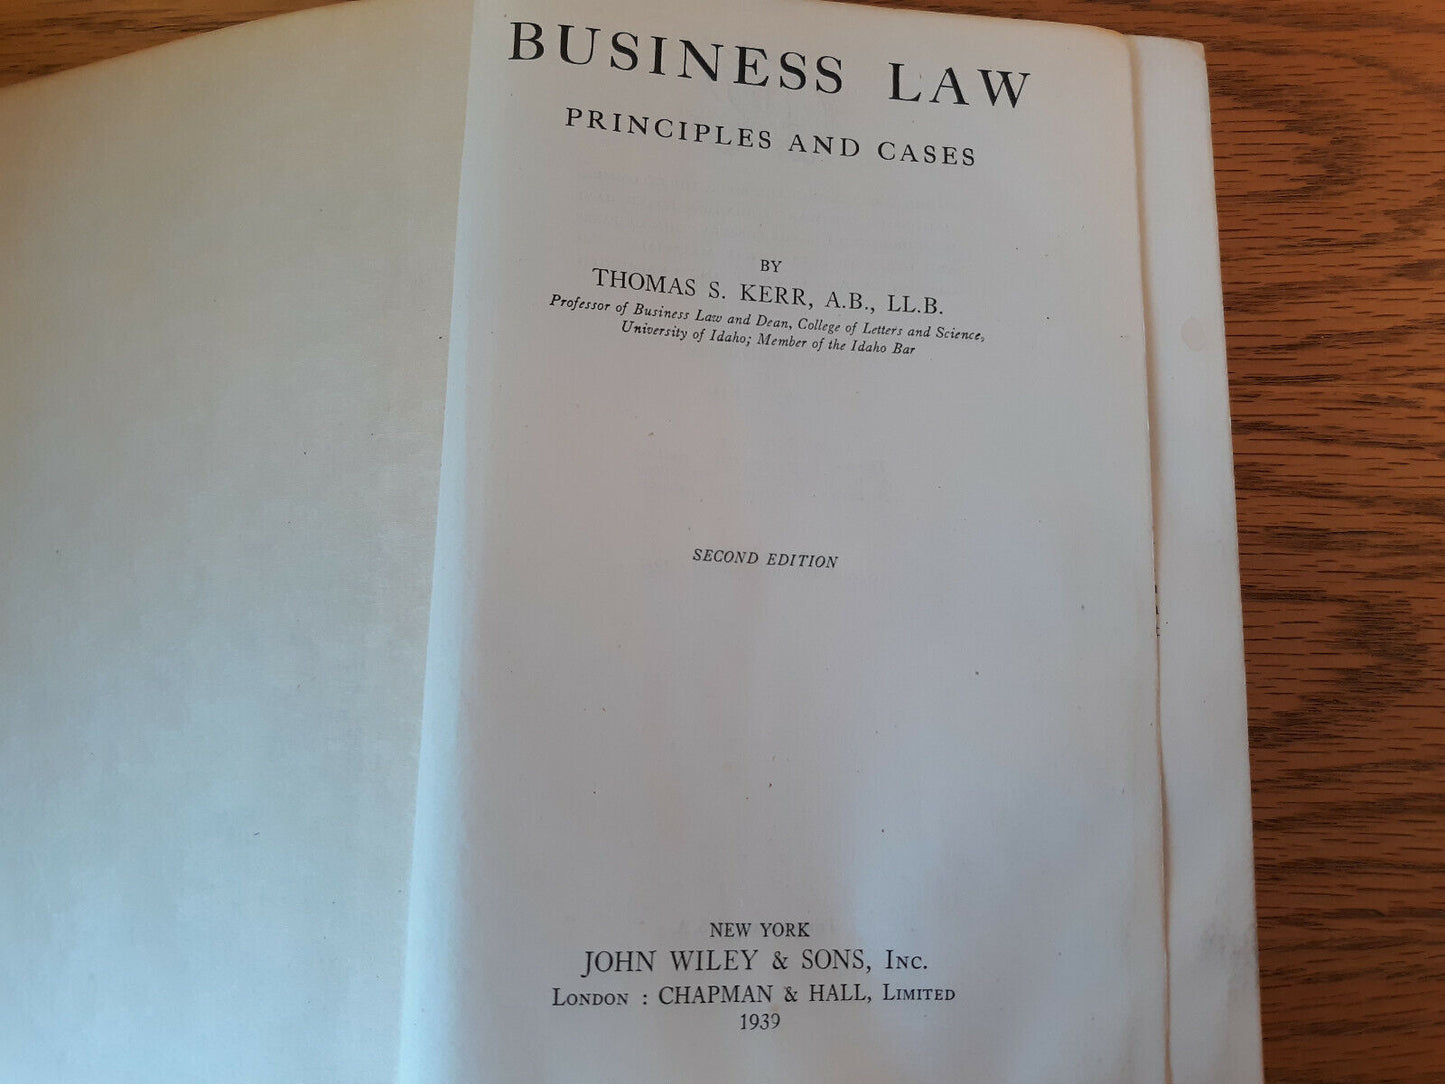 BUSINESS LAW
PRINCIPLES AND CASES
BY
THOMAS S. KERR, A.B., LL.B.
Professor of Business Law and Dean, College of Letters and Science,
University of Idaho; Member of the Idaho Bar
SECOND EDITION
NEW YORK
JOHN WILEY & SONS, INC.
LONDON : CHAPMAN & HALL, LIMITED
1939